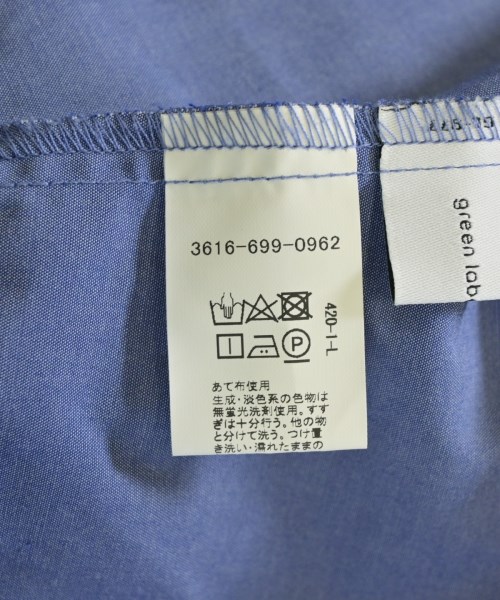 3616-699-0962
420-1-L
P
あて布使用
生成・淡色系の色物は
無蛍光洗剤使用。すす
ぎは十分行う。他の物
と分けて洗う。つけ置
き洗い・濡れたままの
green labe